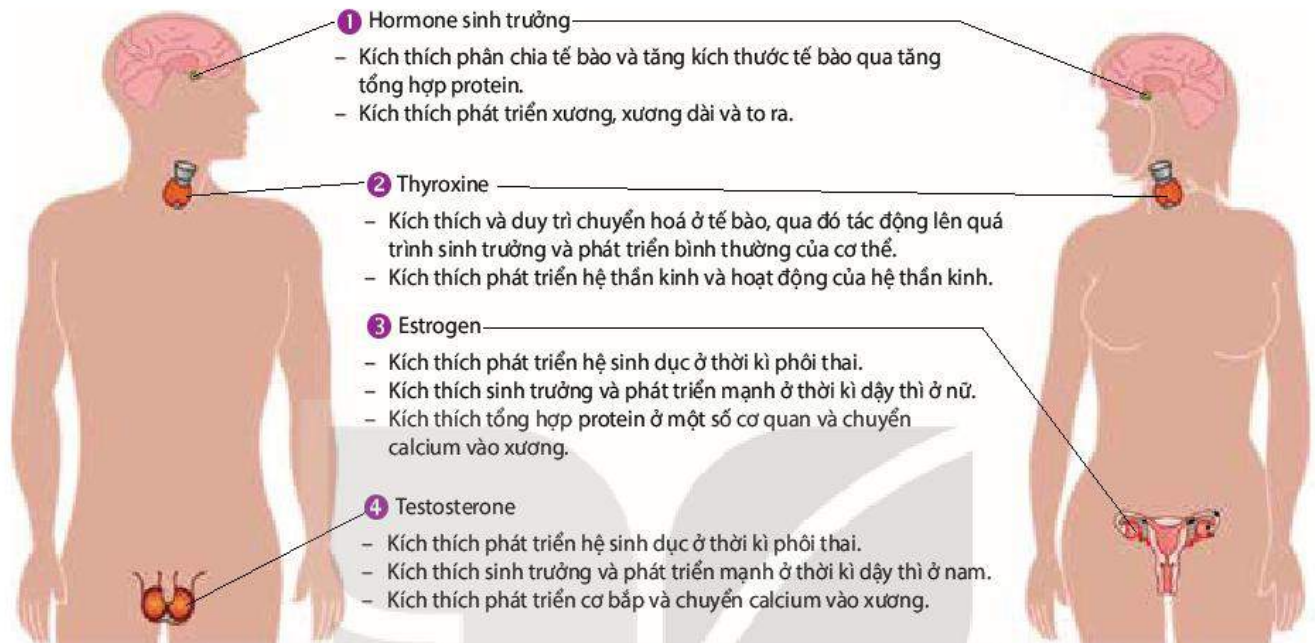 1 Hormone sinh trưởng
– Kích thích phân chia tế bào và tăng kích thước tế bào qua tăng
tổng hợp protein.
– Kích thích phát triển xương, xương dài và to ra.
2 Thyroxine
– Kích thích và duy trì chuyển hoá ở tế bào, qua đó tác động lên quá
trình sinh trưởng và phát triển bình thường của cơ thể.
– Kích thích phát triển hệ thần kinh và hoạt động của hệ thần kinh.
3 Estrogen
– Kích thích phát triển hệ sinh dục ở thời kì phôi thai.
– Kích thích sinh trưởng và phát triển mạnh ở thời kì dậy thì ở nữ.
– Kích thích tổng hợp protein ở một số cơ quan và chuyển
calcium vào xương.
4 Testosterone
– Kích thích phát triển hệ sinh dục ở thời kì phôi thai.
– Kích thích sinh trưởng và phát triển mạnh ở thời kì dậy thì ở nam.
– Kích thích phát triển cơ bắp và chuyển calcium vào xương.